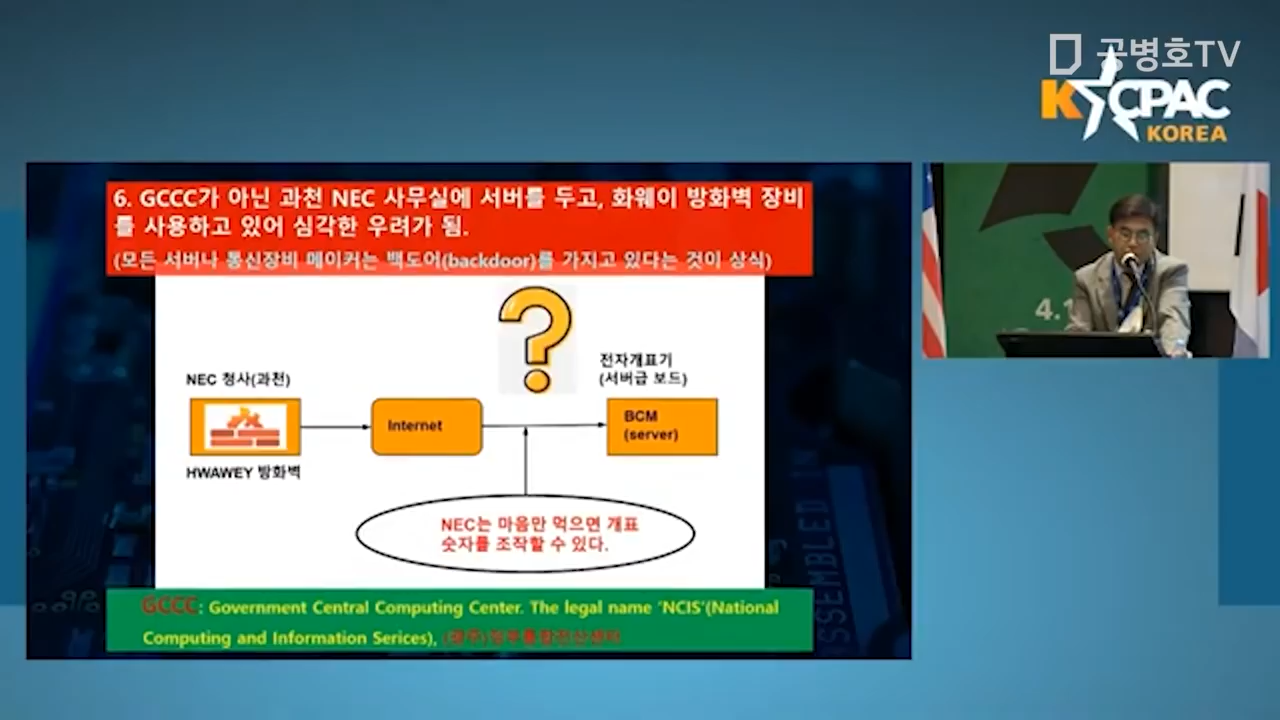 공병호TV
K CPAC
KOREA
6. GCCC가 아닌 과천 NEC 사무실에 서버를 두고, 화웨이 방화벽 장비
를 사용하고 있어 심각한 우려가 됨.
(모든 서버나 통신장비 메이커는 백도어(backdoor)를 가지고 있다는 것이 상식)
?
전자개표기
(서버급 보드)
NEC 청사(과천)
Internet
BCM
(server)
HWAWEY 방화벽
NEC는 마음만 먹으면 개표
숫자를 조작할 수 있다.
4.1
SSEMBLED IN
GCCC: Government Central Computing Center. The legal name 'NCIS'(National
Computing and Information Serices),